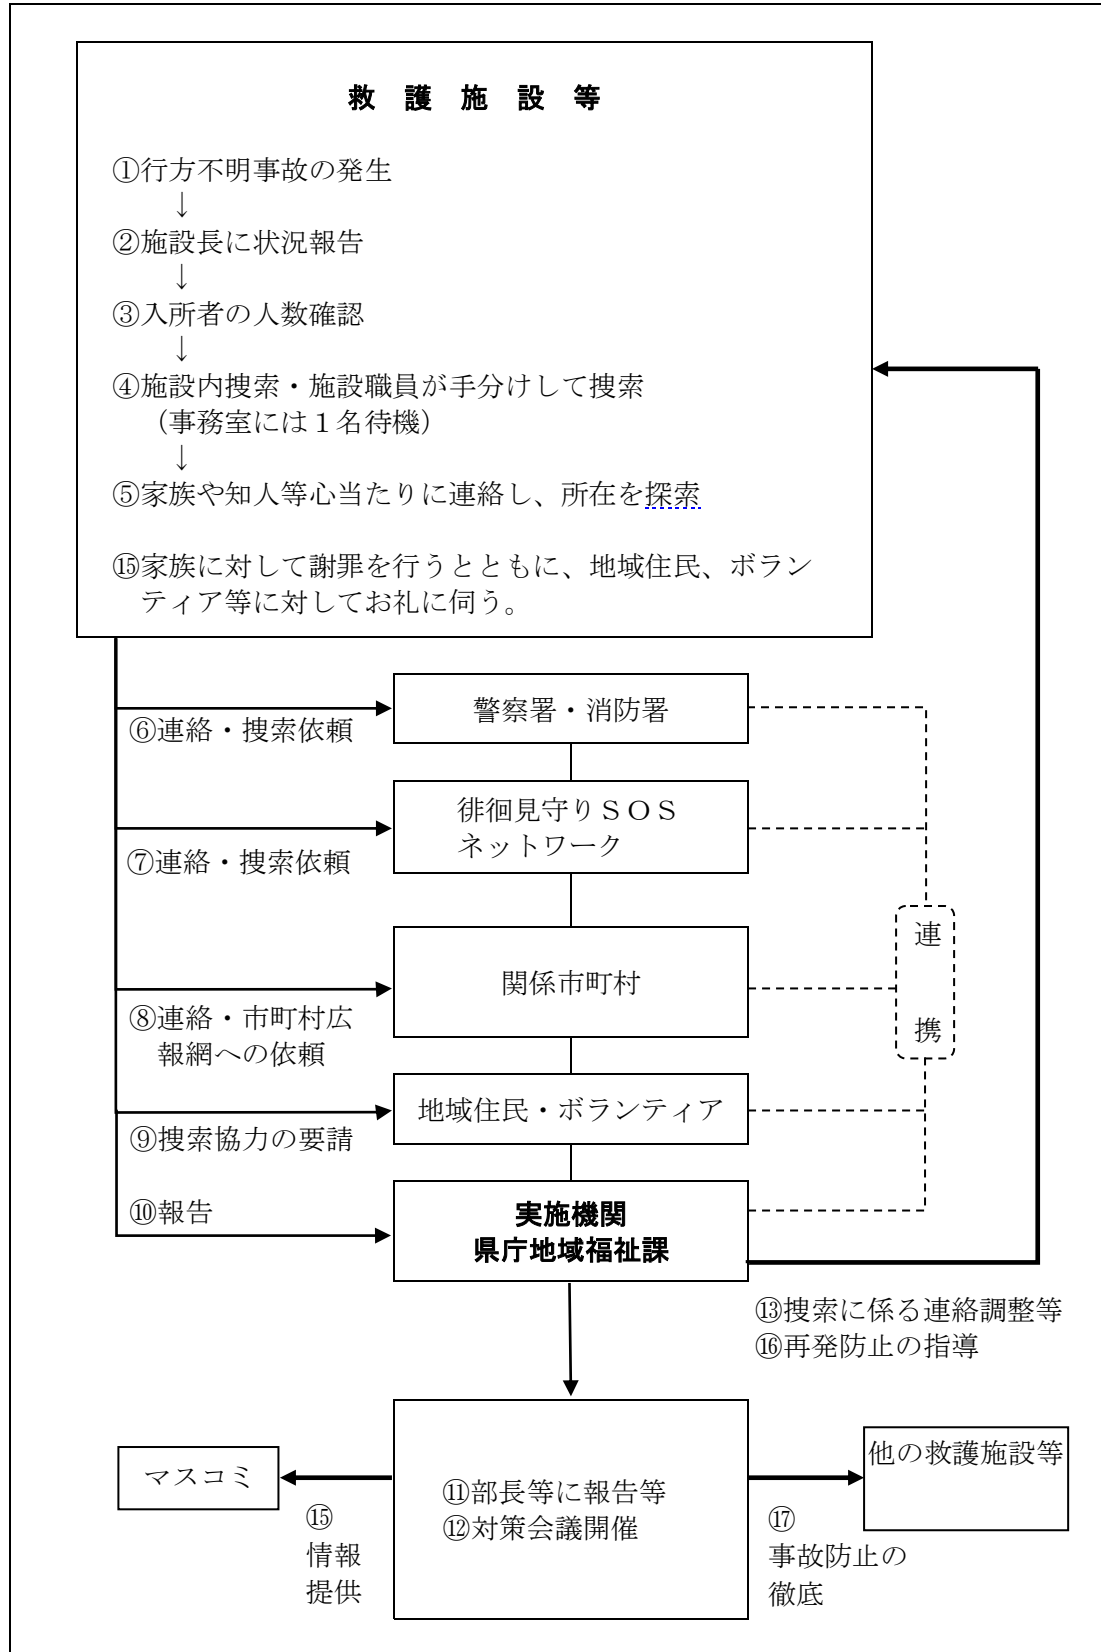 救護施設等
①行方不明事故の発生
↓
②施設長に状況報告
↓
③入所者の人数確認
↓
④施設内捜索・施設職員が手分けして捜索
（事務室には１名待機）
↓
⑤家族や知人等心当たりに連絡し、所在を探索
⑮家族に対して謝罪を行うとともに、地域住民、ボラン
ティア等に対してお礼に伺う。
警察署・消防署
⑥連絡・捜索依頼
徘徊見守りＳＯＳ
ネットワーク
⑦連絡・捜索依頼
連携
関係市町村
⑧連絡・市町村広
報網への依頼
地域住民・ボランティア
⑨捜索協力の要請
⑩報告
実施機関
県庁地域福祉課
⑬捜索に係る連絡調整等
⑯再発防止の指導
マスコミ
⑮
情報
提供
⑪部長等に報告等
⑫対策会議開催
他の救護施設等
⑰
事故防止の
徹底